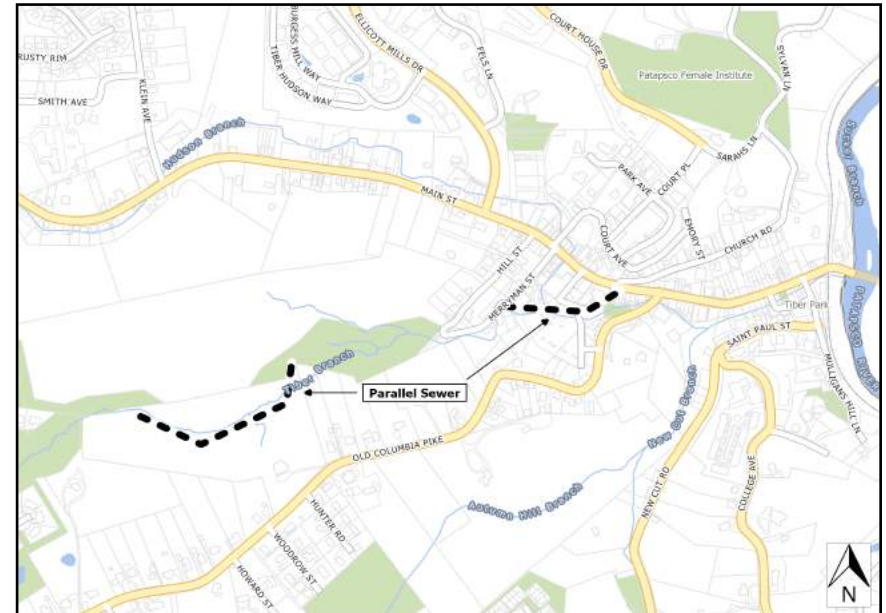 BURGESS HILL WAY
TIBER HUDSON WAY
ELLICOTT MILLS DR
FELS LN
COURT HOUSE DR
SYLVAN LN
RUSTY RIM
SMITH AVE
KLEIN AVE
Patapsco Female Institute
Hudson Branch
SARAHS LN
PARK AVE
COURT PL
MAIN ST
COURT AVE
EMORY ST
CHURCH RD
HILL ST
MERRYMAN ST
Tiber Park
PATAPSCO RIVER
SAINT PAUL ST
MULLIGANS HILL LN
Tiber Branch
Parallel Sewer
New Cut Branch
OLD COLUMBIA PIKE
Autumn Hill Branch
NEW CUT RD
COLLEGE AVE
HUNTER RD
WOODROW ST
HOWARD ST
N